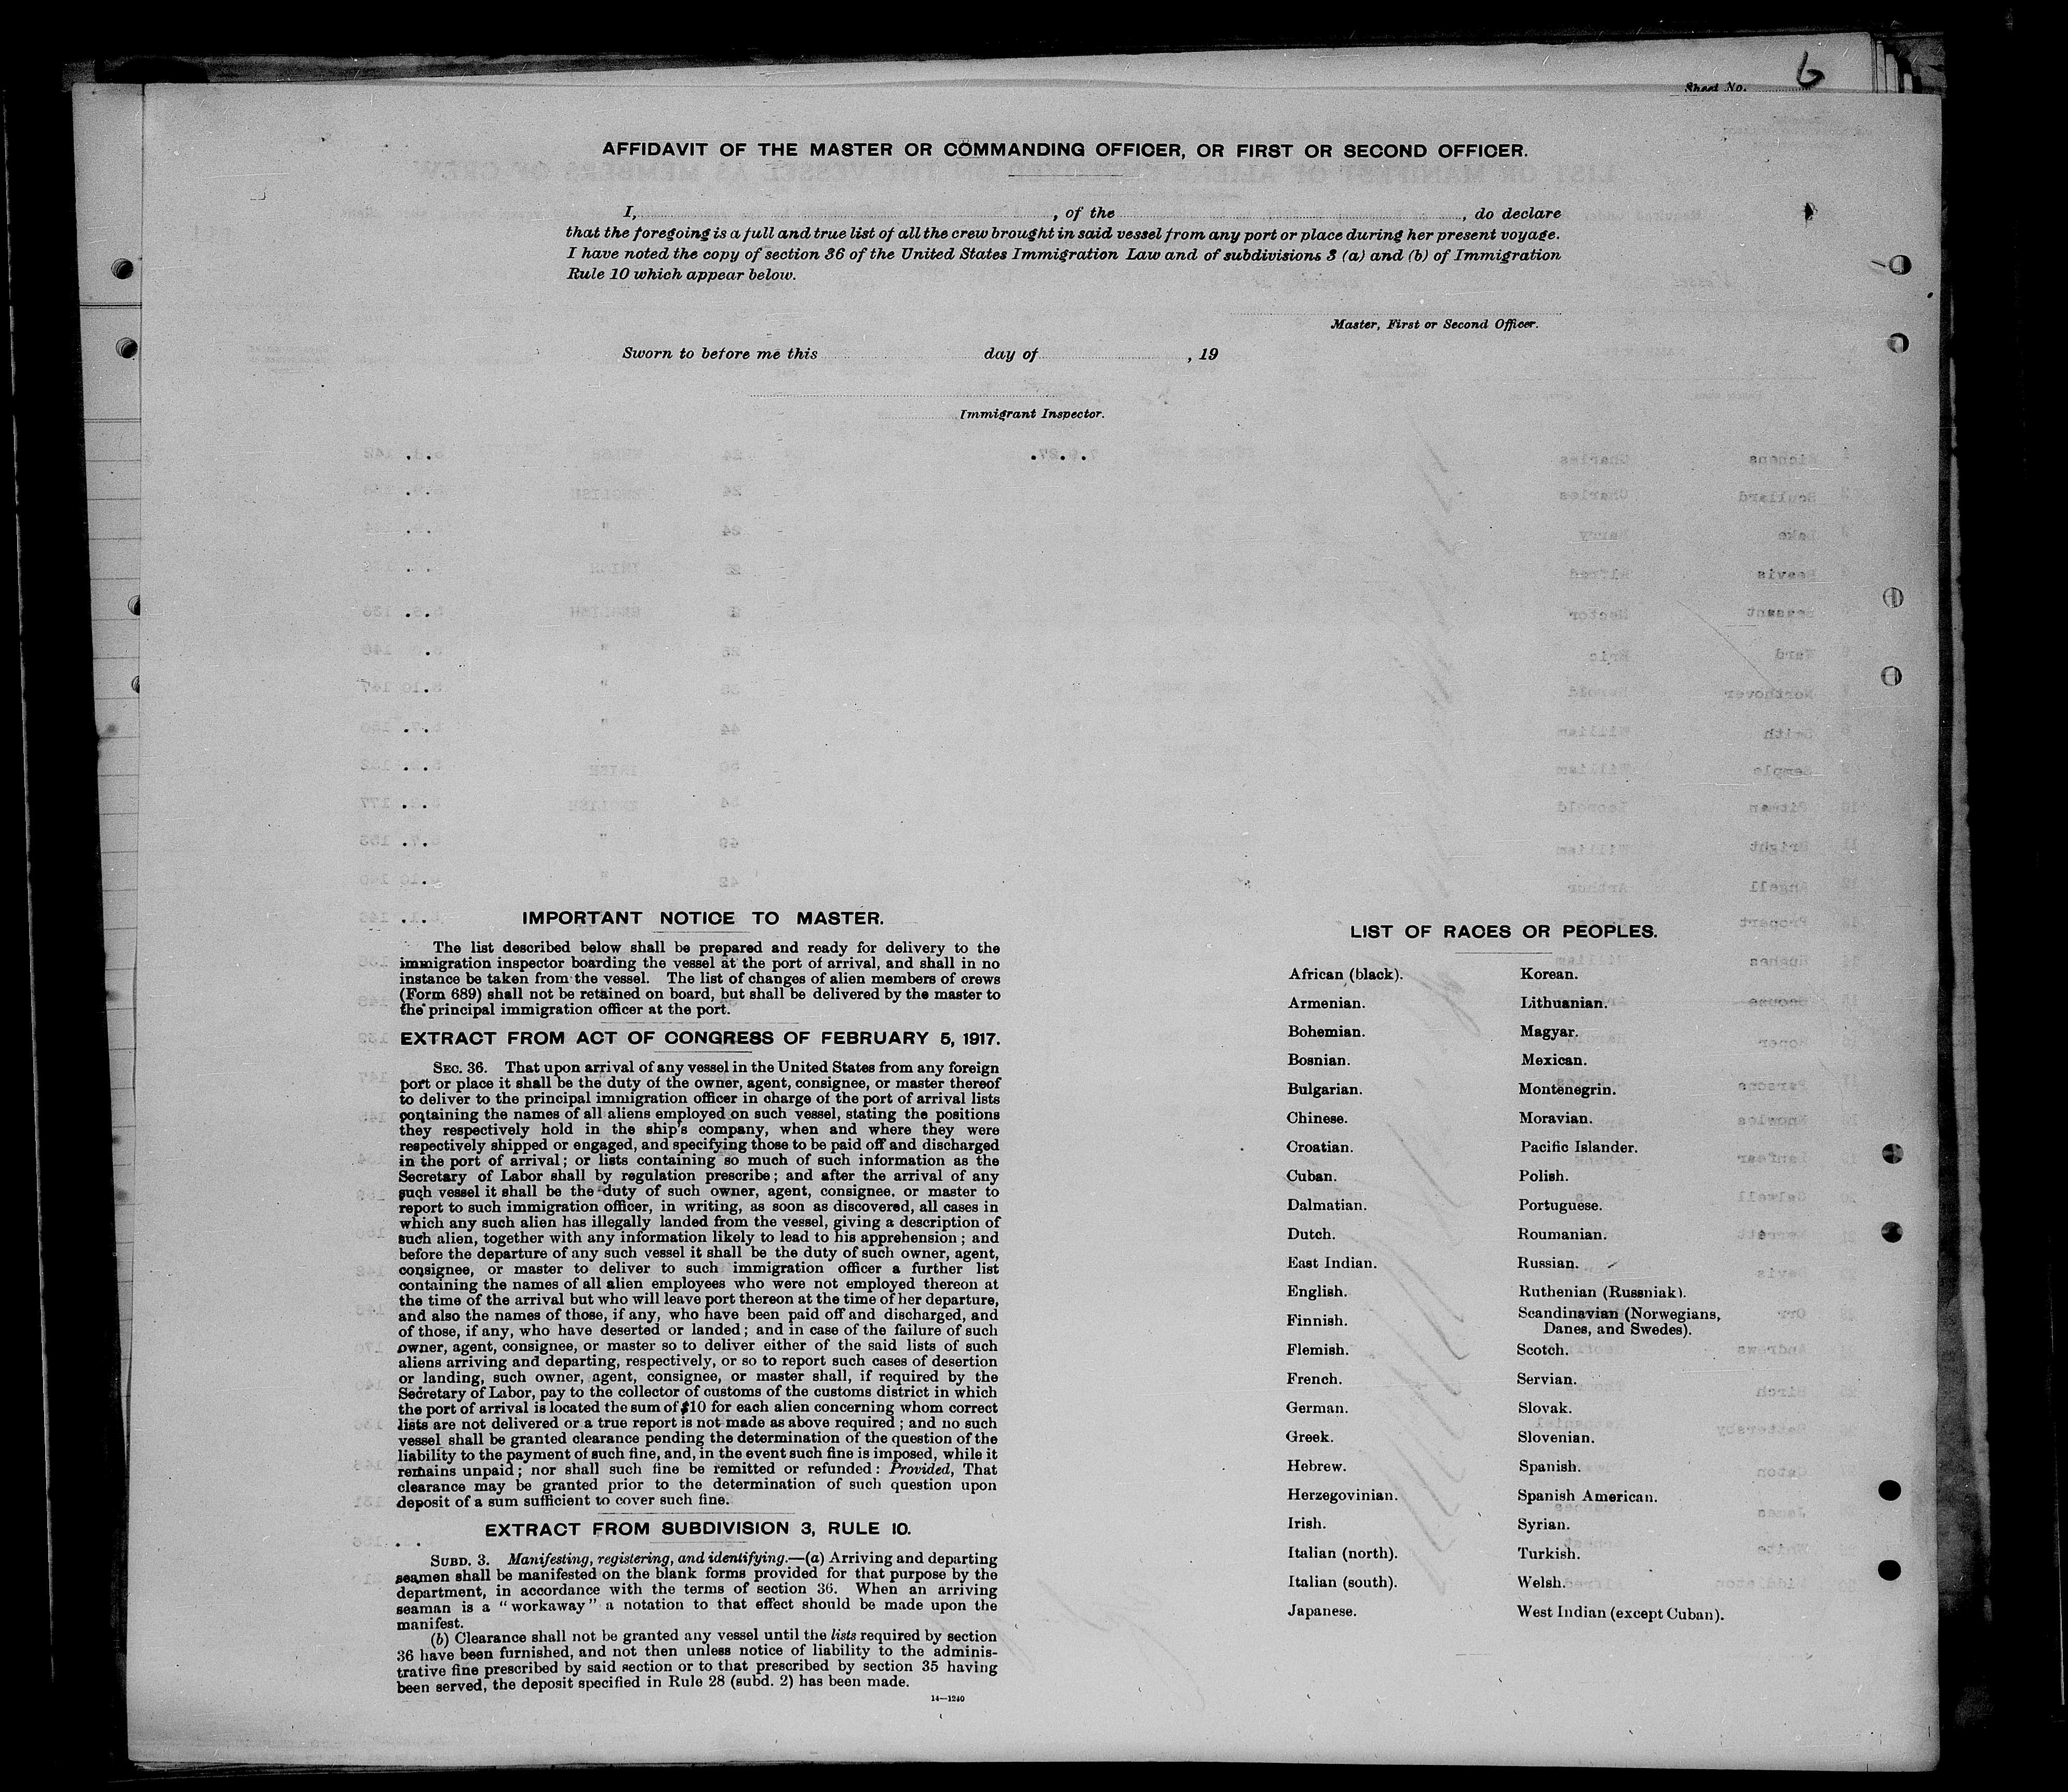 Sheet No. 6
AFFIDAVIT OF THE MASTER OR COMMANDING OFFICER, OR FIRST OR SECOND OFFICER.
I, , of the , do declare
that the foregoing is a full and true list of all the crew brought in said vessel from any port or place during her present voyage.
I have noted the copy of section 36 of the United States Immigration Law and of subdivisions 3 (a) and (b) of Immigration
Rule 10 which appear below.
Master, First or Second Officer.
Sworn to before me this day of , 19
Immigrant Inspector.
IMPORTANT NOTICE TO MASTER.
The list described below shall be prepared and ready for delivery to the
immigration inspector boarding the vessel at the port of arrival, and shall in no
instance be taken from the vessel. The list of changes of alien members of crews
(Form 689) shall not be retained on board, but shall be delivered by the master to
the principal immigration officer at the port.
EXTRACT FROM ACT OF CONGRESS OF FEBRUARY 5, 1917.
SEC. 36. That upon arrival of any vessel in the United States from any foreign
port or place it shall be the duty of the owner, agent, consignee, or master thereof
to deliver to the principal immigration officer in charge of the port of arrival lists
containing the names of all aliens employed on such vessel, stating the positions
they respectively hold in the ship's company, when and where they were
respectively shipped or engaged, and specifying those to be paid off and discharged
in the port of arrival; or lists containing so much of such information as the
Secretary of Labor shall by regulation prescribe; and after the arrival of any
such vessel it shall be the duty of such owner, agent, consignee, or master to
report to such immigration officer, in writing, as soon as discovered, all cases in
which any such alien has illegally landed from the vessel, giving a description of
such alien, together with any information likely to lead to his apprehension; and
before the departure of any such vessel it shall be the duty of such owner, agent,
consignee, or master to deliver to such immigration officer a further list
containing the names of all alien employees who were not employed thereon at
the time of the arrival but who will leave port thereon at the time of her departure,
and also the names of those, if any, who have been paid off and discharged, and
of those, if any, who have deserted or landed; and in case of the failure of such
owner, agent, consignee, or master so to deliver either of the said lists of such
aliens arriving and departing, respectively, or so to report such cases of desertion
or landing, such owner, agent, consignee, or master shall, if required by the
Secretary of Labor, pay to the collector of customs of the customs district in which
the port of arrival is located the sum of $10 for each alien concerning whom correct
lists are not delivered or a true report is not made as above required; and no such
vessel shall be granted clearance pending the determination of the question of the
liability to the payment of such fine, and, in the event such fine is imposed, while it
remains unpaid; nor shall such fine be remitted or refunded: Provided, That
clearance may be granted prior to the determination of such question upon
deposit of a sum sufficient to cover such fine.
EXTRACT FROM SUBDIVISION 3, RULE 10.
SUBD. 3. Manifesting, registering, and identifying.—(a) Arriving and departing
seamen shall be manifested on the blank forms provided for that purpose by the
department, in accordance with the terms of section 36. When an arriving
seaman is a "workaway" a notation to that effect should be made upon the
manifest.
(b) Clearance shall not be granted any vessel until the lists required by section
36 have been furnished, and not then unless notice of liability to the adminis-
trative fine prescribed by said section or to that prescribed by section 35 having
been served, the deposit specified in Rule 28 (subd. 2) has been made.
14—1240
LIST OF RACES OR PEOPLES.
African (black).
Armenian.
Bohemian.
Bosnian.
Bulgarian.
Chinese.
Croatian.
Cuban.
Dalmatian.
Dutch.
East Indian.
English.
Finnish.
Flemish.
French.
German.
Greek.
Hebrew.
Herzegovinian.
Irish.
Italian (north).
Italian (south).
Japanese.
Korean.
Lithuanian.
Magyar.
Mexican.
Montenegrin.
Moravian.
Pacific Islander.
Polish.
Portuguese.
Roumanian.
Russian.
Ruthenian (Russniak).
Scandinavian (Norwegians,
Danes, and Swedes).
Scotch.
Servian.
Slovak.
Slovenian.
Spanish.
Spanish American.
Syrian.
Turkish.
Welsh.
West Indian (except Cuban).